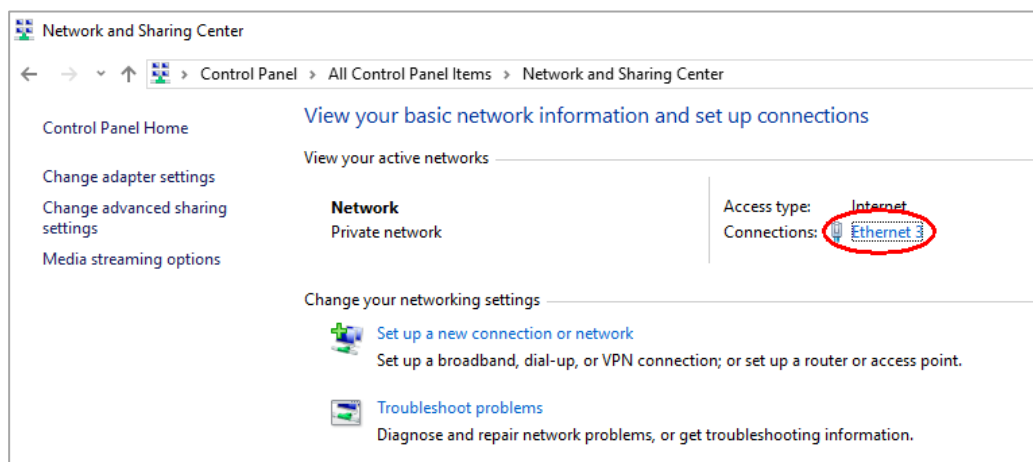 Network and Sharing Center
Control Panel > All Control Panel Items > Network and Sharing Center
Control Panel Home
Change adapter settings
Change advanced sharing
settings
Media streaming options
View your basic network information and set up connections
View your active networks
Network
Private network
Access type: Internet
Connections: Ethernet 3
Change your networking settings
Set up a new connection or network
Set up a broadband, dial-up, or VPN connection; or set up a router or access point.
Troubleshoot problems
Diagnose and repair network problems, or get troubleshooting information.